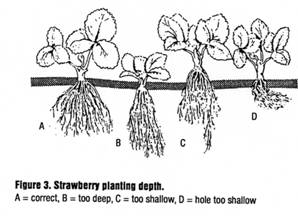 A
B
C
D
Figure 3. Strawberry planting depth.
A = correct, B = too deep, C = too shallow, D = hole too shallow